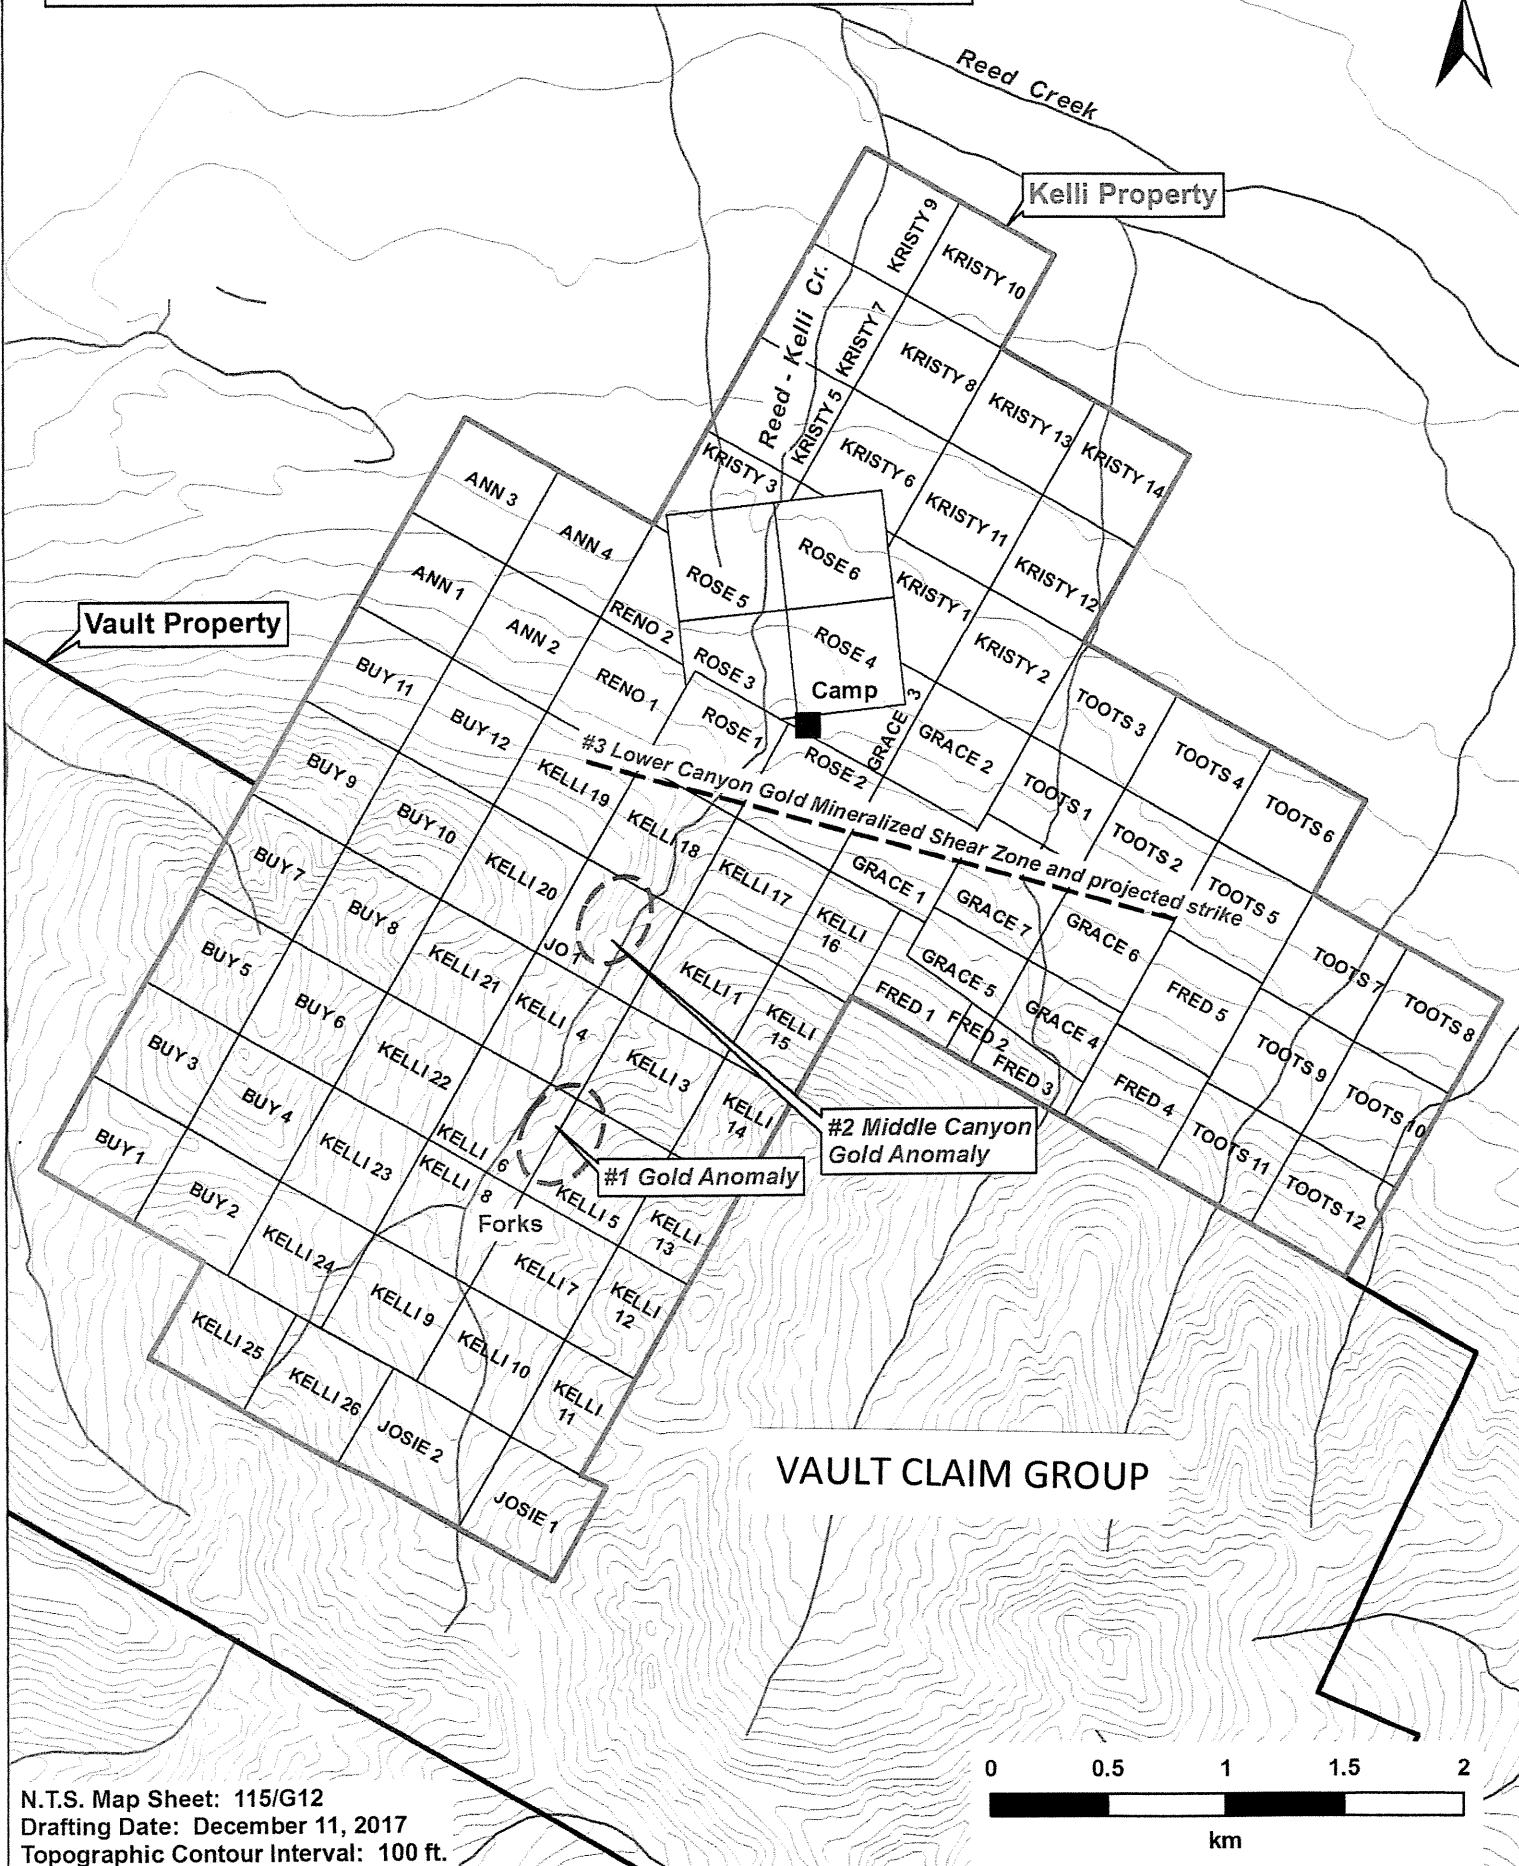 Reed Creek
Kelli Property
KRISTY 9
KRISTY 10
Reed - Kelli Cr.
KRISTY 7
KRISTY 8
KRISTY 5
KRISTY 13
KRISTY 14
KRISTY 3
KRISTY 6
KRISTY 11
KRISTY 12
ANN 3
ANN 4
ROSE 5
ROSE 6
KRISTY 1
KRISTY 2
ANN 1
ANN 2
RENO 2
ROSE 3
ROSE 4
Camp
Vault Property
BUY 11
BUY 12
RENO 1
ROSE 1
ROSE 2
GRACE 3
GRACE 2
TOOTS 3
TOOTS 4
TOOTS 6
TOOTS 1
TOOTS 2
TOOTS 5
#3 Lower Canyon Gold Mineralized Shear Zone and projected strike
BUY 9
BUY 10
KELLI 19
KELLI 18
KELLI 17
KELLI
16
GRACE 1
GRACE 7
GRACE 6
TOOTS 7
TOOTS 8
BUY 7
BUY 8
KELLI 20
JO 1
KELLI 1
KELLI
15
FRED 1
GRACE 5
FRED 2
GRACE 4
FRED 5
TOOTS 9
TOOTS 10
BUY 5
BUY 6
KELLI 21
KELLI 4
KELLI 3
KELLI
14
FRED 3
FRED 4
TOOTS 11
TOOTS 12
#2 Middle Canyon
Gold Anomaly
#1 Gold Anomaly
BUY 3
BUY 4
KELLI 22
KELLI 6
KELLI 8
KELLI 5
KELLI
13
Forks
BUY 1
BUY 2
KELLI 23
KELLI 24
KELLI 9
KELLI 7
KELLI
12
KELLI 25
KELLI 26
KELLI 10
KELLI
11
JOSIE 2
JOSIE 1
VAULT CLAIM GROUP
0 0.5 1 1.5 2
km
N.T.S. Map Sheet: 115/G12
Drafting Date: December 11, 2017
Topographic Contour Interval: 100 ft.